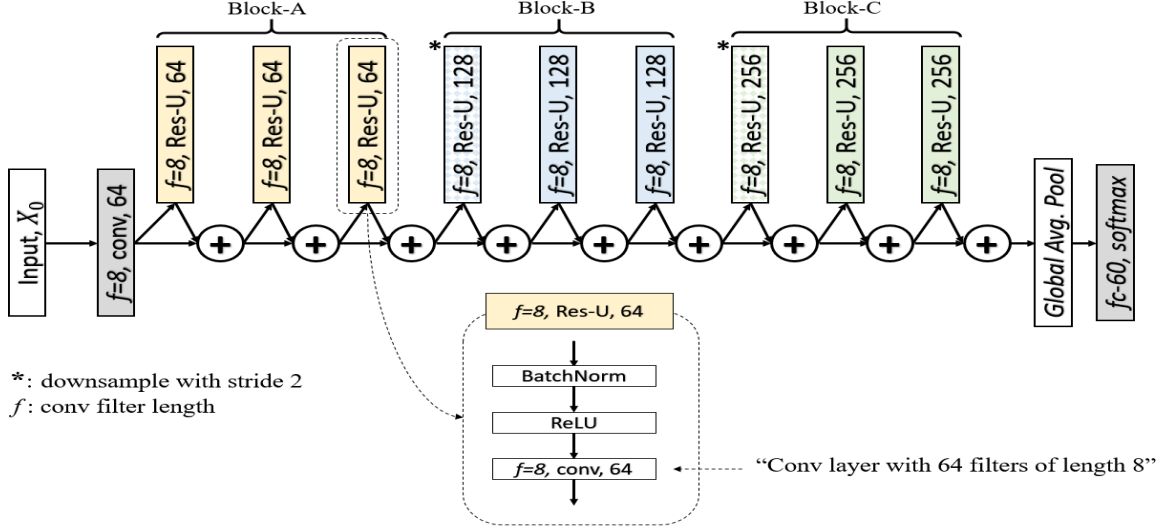 Block-A
Block-B
Block-C
Input, X0
f=8, conv, 64
f=8, Res-U, 64
f=8, Res-U, 64
f=8, Res-U, 64
*
f=8, Res-U, 128
f=8, Res-U, 128
f=8, Res-U, 128
*
f=8, Res-U, 256
f=8, Res-U, 256
f=8, Res-U, 256
+
+
+
+
+
+
+
+
+
Global Avg. Pool
fc-60, softmax
f=8, Res-U, 64
BatchNorm
ReLU
f=8, conv, 64
*: downsample with stride 2
f : conv filter length
“Conv layer with 64 filters of length 8”